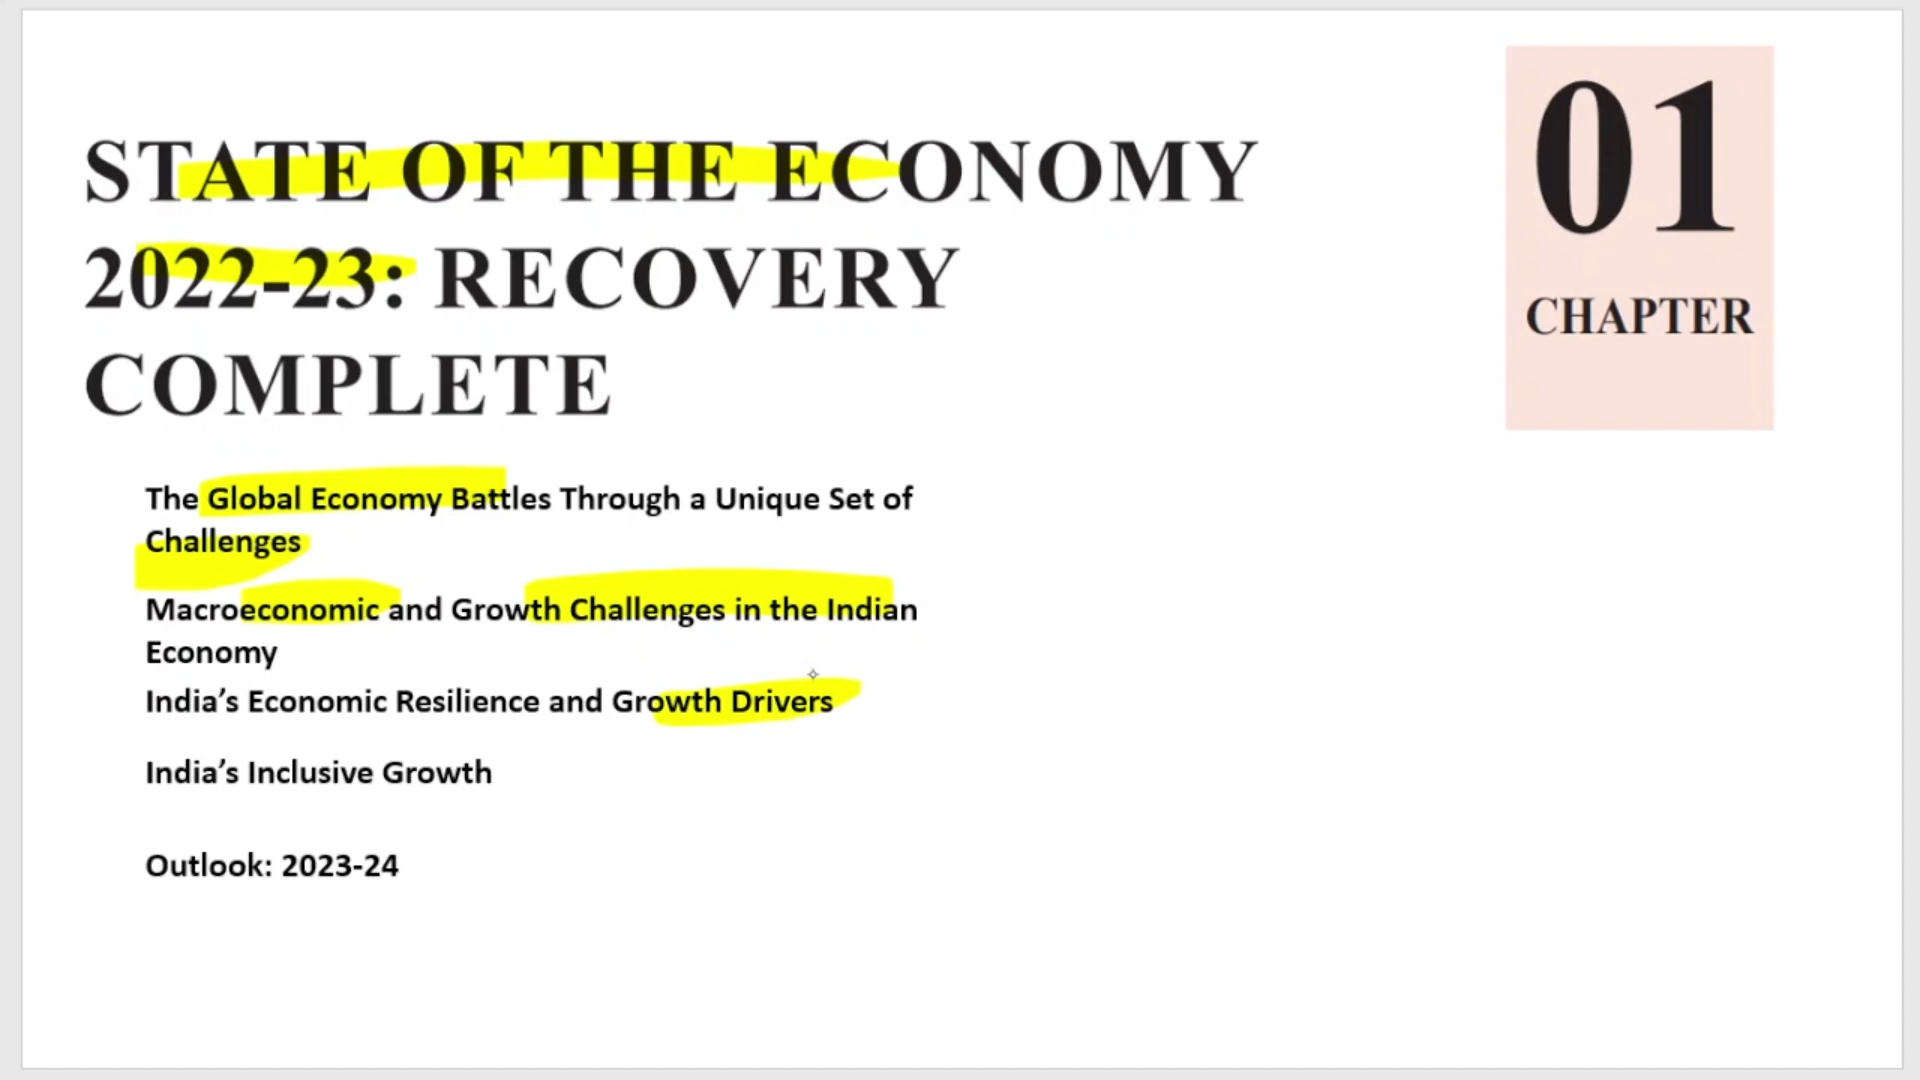 STATE OF THE ECONOMY
2022-23: RECOVERY
COMPLETE
01
CHAPTER
The Global Economy Battles Through a Unique Set of
Challenges
Macroeconomic and Growth Challenges in the Indian
Economy
India’s Economic Resilience and Growth Drivers
India’s Inclusive Growth
Outlook: 2023-24